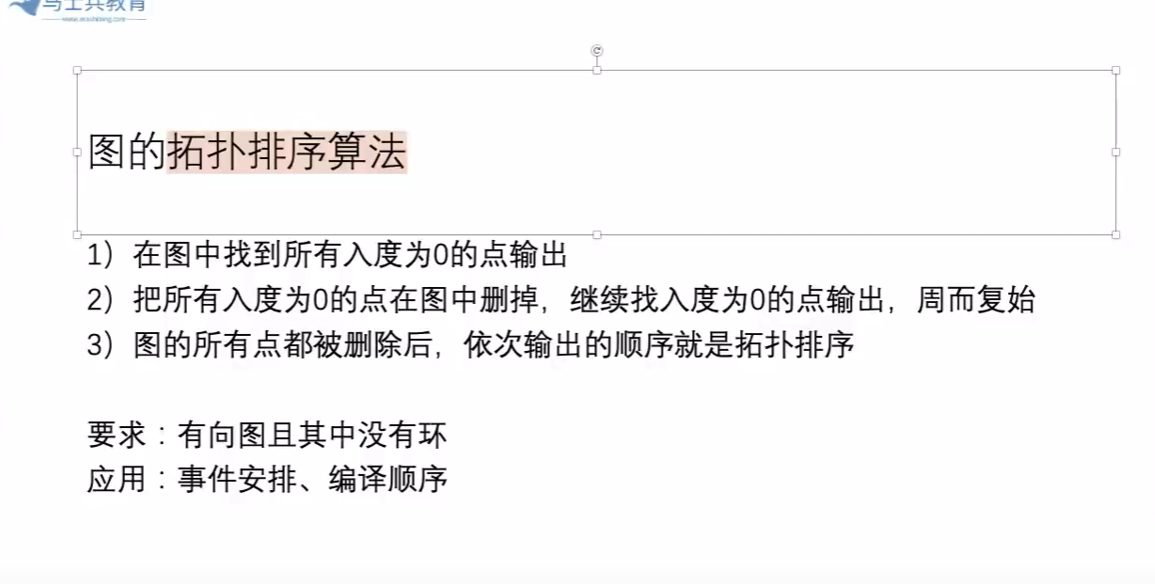 马士兵教育
图的拓扑排序算法
1）在图中找到所有入度为0的点输出
2）把所有入度为0的点在图中删掉，继续找入度为0的点输出，周而复始
3）图的所有点都被删除后，依次输出的顺序就是拓扑排序
要求：有向图且其中没有环
应用：事件安排、编译顺序